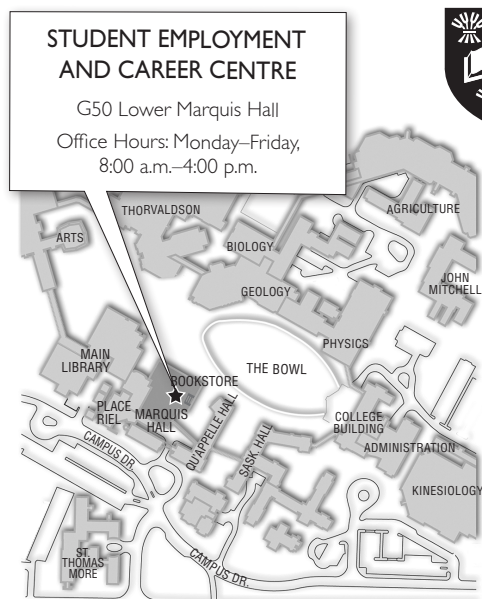 STUDENT EMPLOYMENT
AND CAREER CENTRE
G50 Lower Marquis Hall
Office Hours: Monday–Friday,
8:00 a.m.–4:00 p.m.
THORVALDSON
AGRICULTURE
ARTS
BIOLOGY
JOHN
MITCHELL
GEOLOGY
PHYSICS
MAIN
LIBRARY
THE BOWL
BOOKSTORE
PLACE
RIEL
MARQUIS
HALL
QU'APPELLE HALL
SASK. HALL
COLLEGE
BUILDING
ADMINISTRATION
CAMPUS DR.
KINESIOLOGY
ST.
THOMAS
MORE
CAMPUS DR.